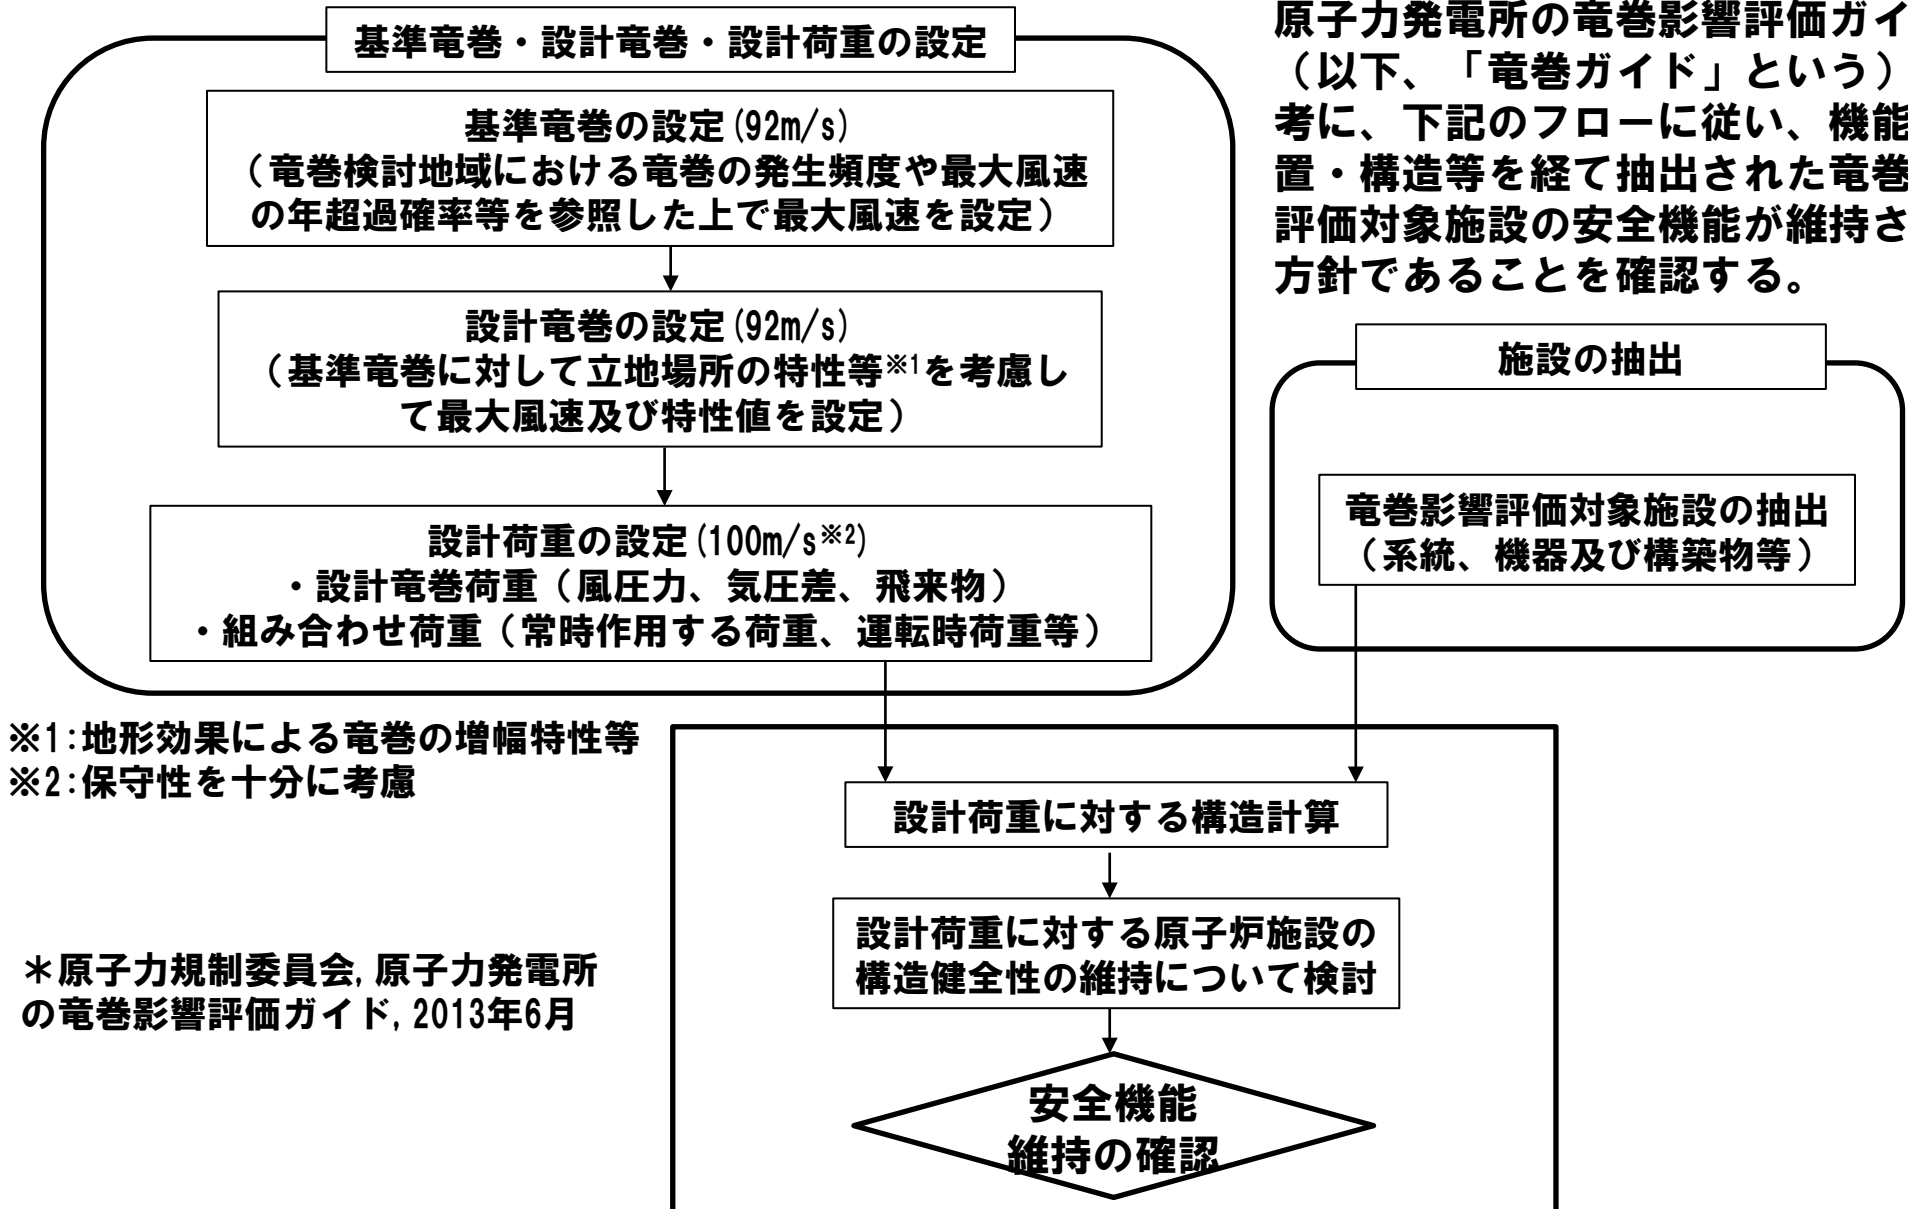 基準竜巻・設計竜巻・設計荷重の設定
基準竜巻の設定(92m/s)
（竜巻検討地域における竜巻の発生頻度や最大風速
の年超過確率等を参照した上で最大風速を設定）
設計竜巻の設定(92m/s)
（基準竜巻に対して立地場所の特性等※1を考慮し
て最大風速及び特性値を設定）
設計荷重の設定(100m/s※2)
・設計竜巻荷重（風圧力、気圧差、飛来物）
・組み合わせ荷重（常時作用する荷重、運転時荷重等）
原子力発電所の竜巻影響評価ガイ
（以下、「竜巻ガイド」という）
考に、下記のフローに従い、機能
置・構造等を経て抽出された竜巻
評価対象施設の安全機能が維持さ
方針であることを確認する。
施設の抽出
竜巻影響評価対象施設の抽出
（系統、機器及び構築物等）
※1:地形効果による竜巻の増幅特性等
※2:保守性を十分に考慮
設計荷重に対する構造計算
設計荷重に対する原子炉施設の
構造健全性の維持について検討
安全機能
維持の確認
＊原子力規制委員会,原子力発電所
の竜巻影響評価ガイド,2013年6月